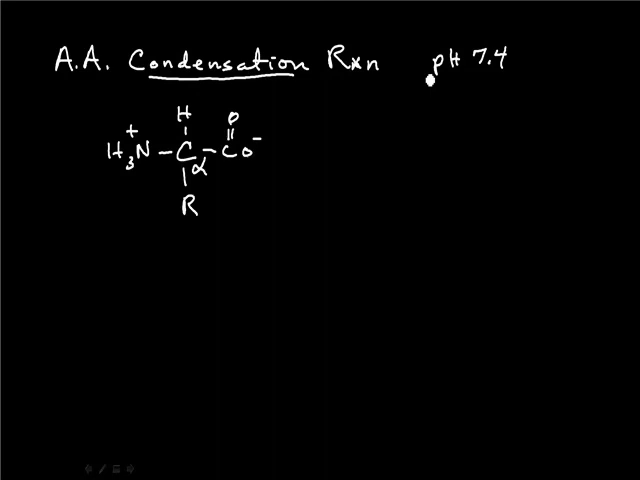 A.A. Condensation Rxn pH 7.4
H O
+ || -
H3N - C - C O
α
R